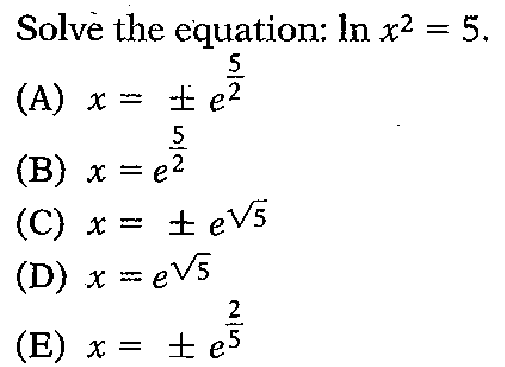 Solve the equation: ln x² = 5.
(A) x = ± e^{5/2}
(B) x = e^{5/2}
(C) x = ± e^{√5}
(D) x = e^{√5}
(E) x = ± e^{2/5}